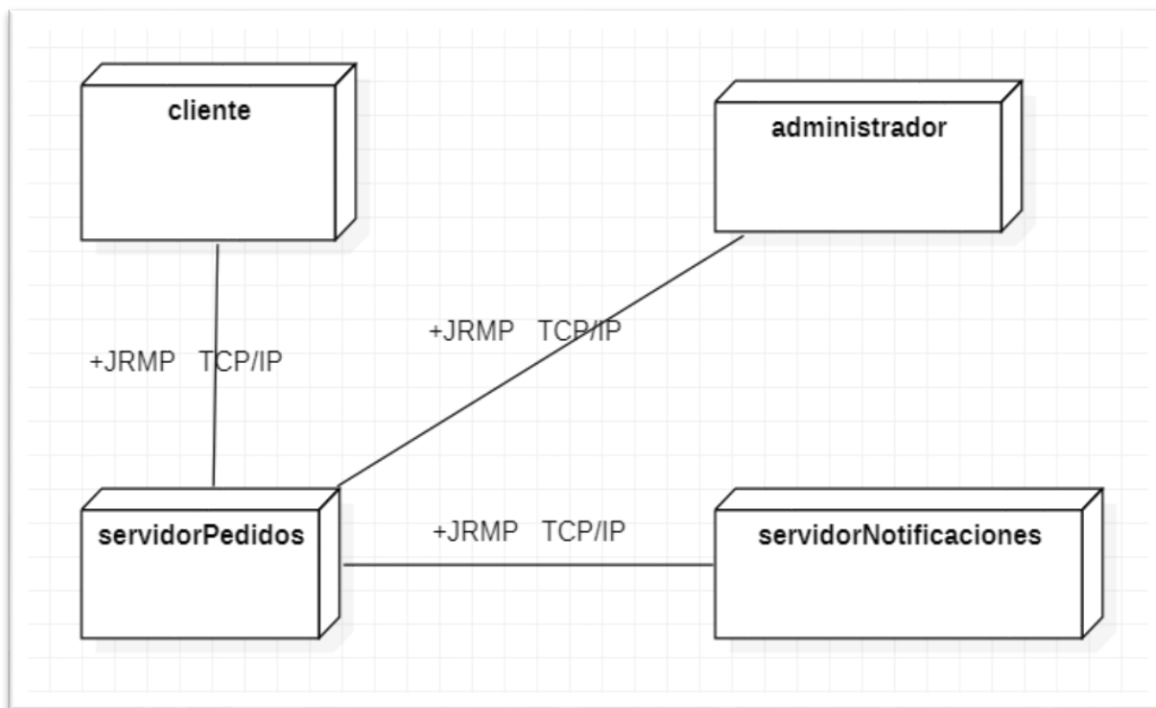 cliente
administrador
+JRMP TCP/IP
+JRMP TCP/IP
servidorPedidos
+JRMP TCP/IP
servidorNotificaciones